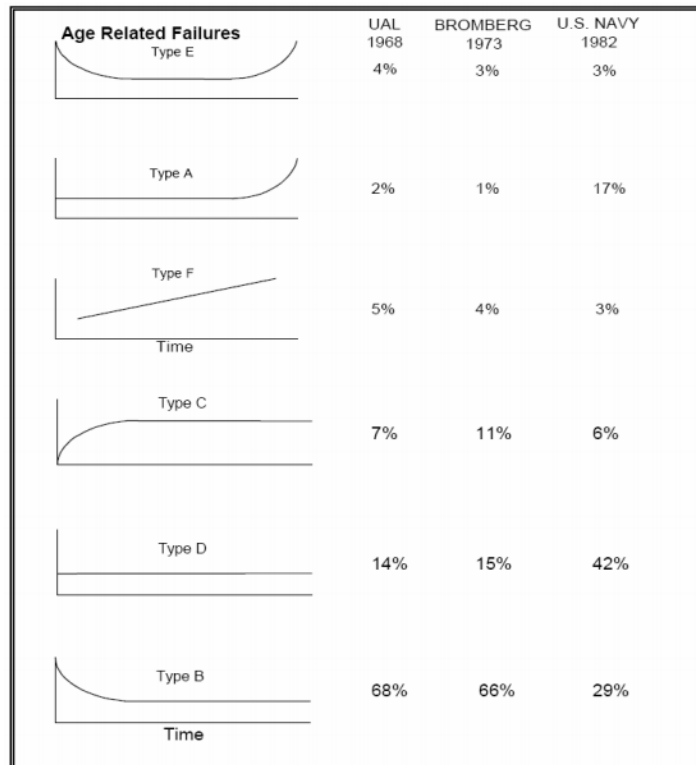 Age Related Failures
UAL BROMBERG U.S. NAVY
1968 1973 1982
Type E
4% 3% 3%
Type A
2% 1% 17%
Type F
5% 4% 3%
Time
Type C
7% 11% 6%
Type D
14% 15% 42%
Type B
68% 66% 29%
Time